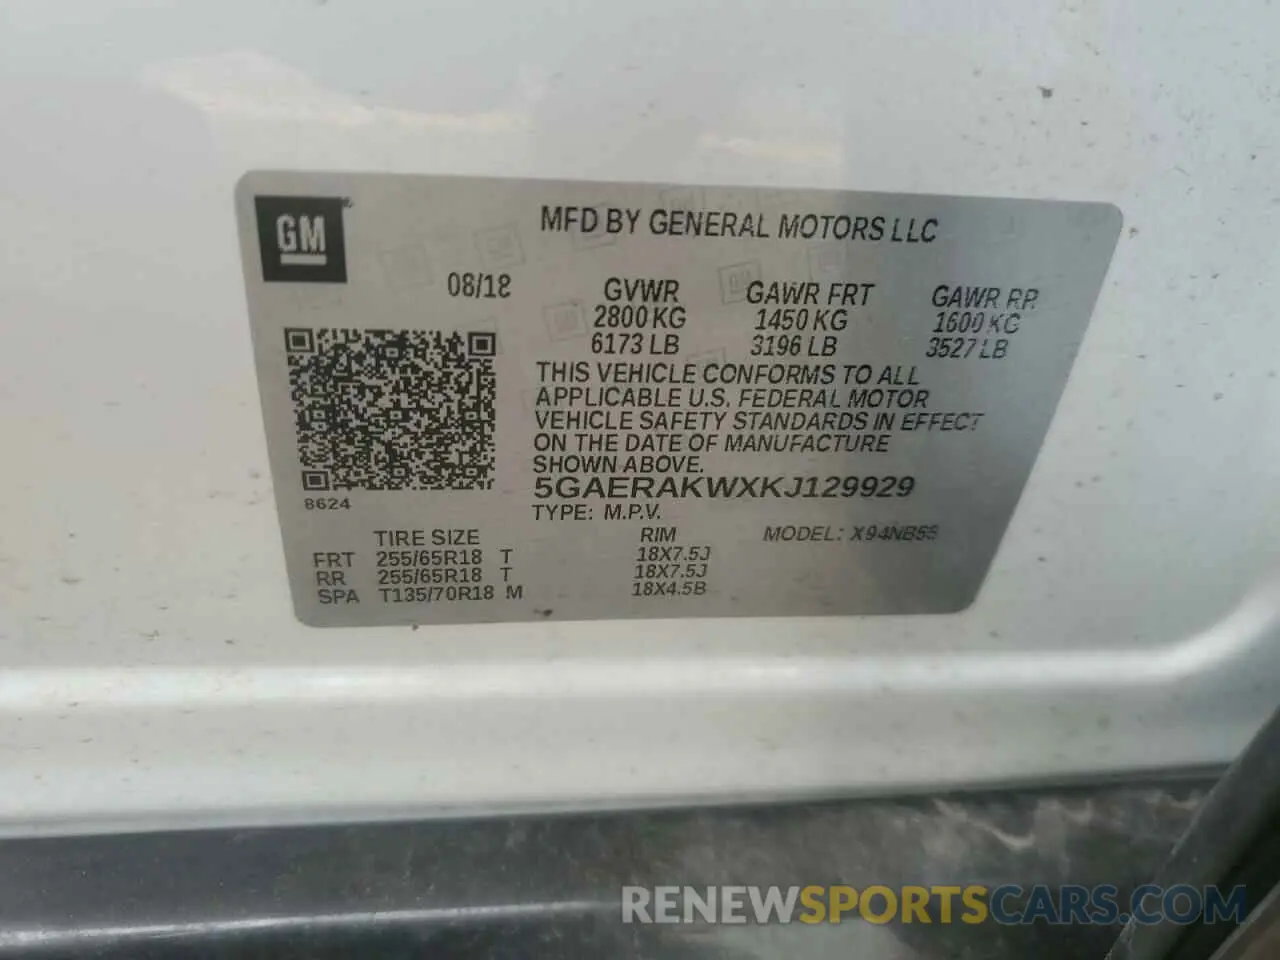 GM
MFD BY GENERAL MOTORS LLC
08/18
GVWR GAWR FRT GAWR RR
2800 KG 1450 KG 1600 KG
6173 LB 3196 LB 3527 LB
THIS VEHICLE CONFORMS TO ALL
APPLICABLE U.S. FEDERAL MOTOR
VEHICLE SAFETY STANDARDS IN EFFECT
ON THE DATE OF MANUFACTURE
SHOWN ABOVE.
5GAERAKWXKJ129929
8624
TYPE: M.P.V.
TIRE SIZE RIM MODEL:
FRT 255/65R18 T 18X7.5J
RR 255/65R18 T 18X7.5J
SPA T135/70R18 M 18X4.5B
RENEWSPORTSCARS.COM